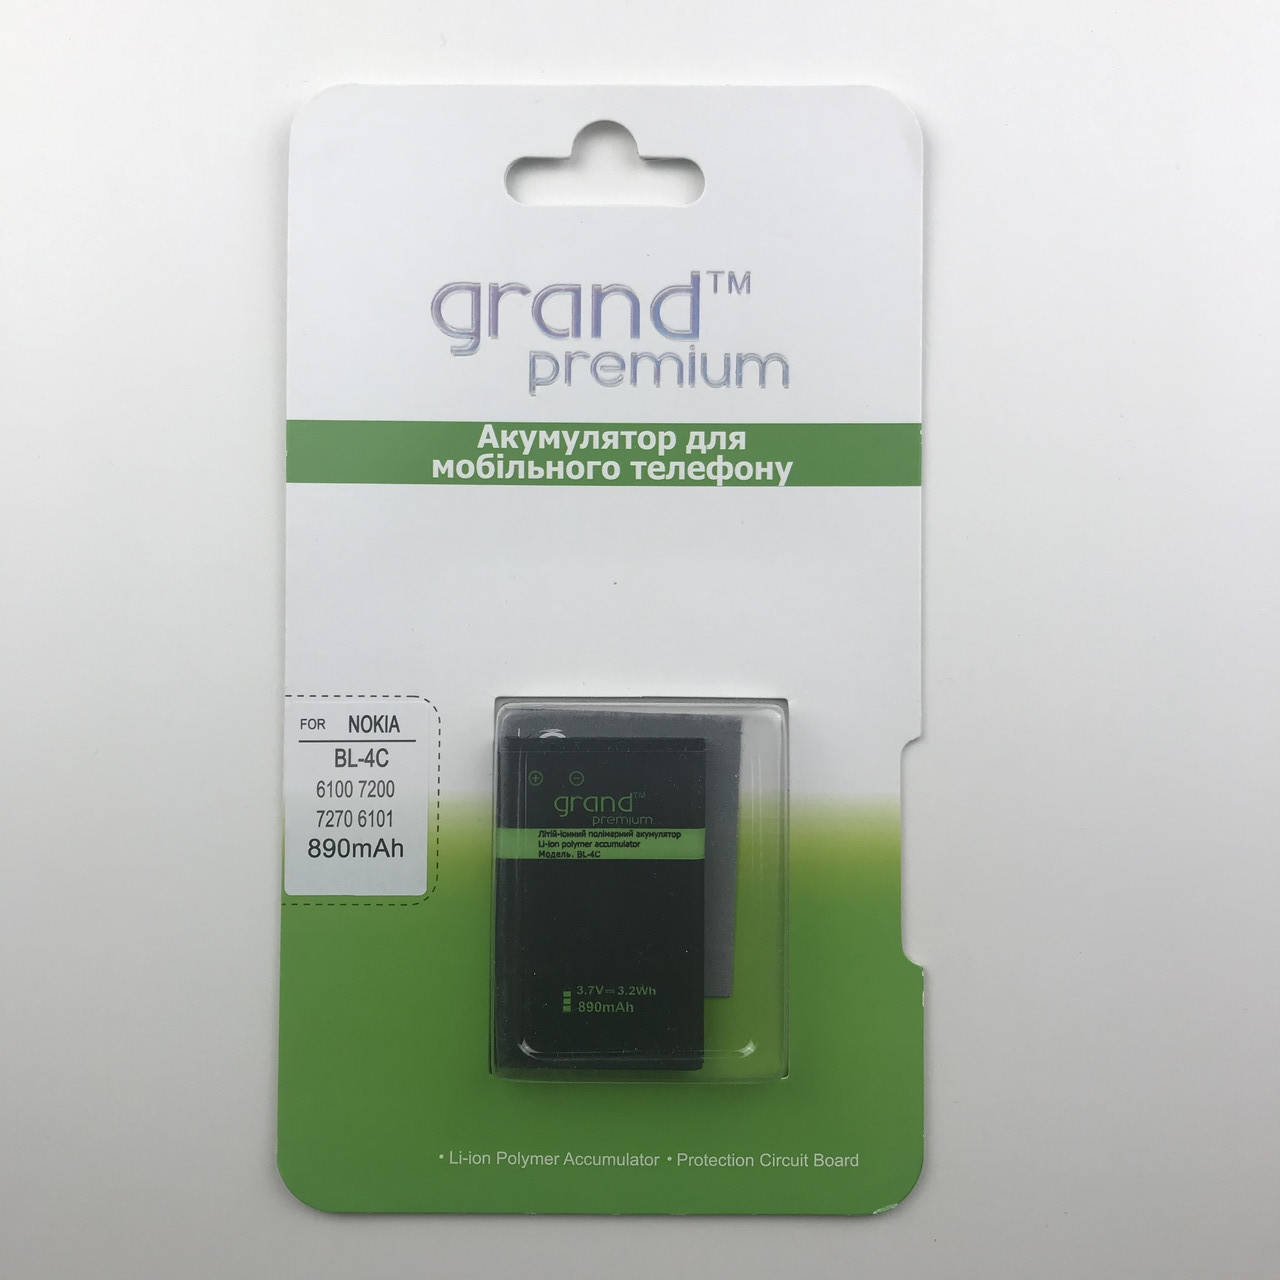 grand™
premium
Акумулятор для
мобільного телефону
FOR NOKIA
BL-4C
6100 7200
7270 6101
890mAh
grand™
premium
Літій-іонний полімерний акумулятор
Li-ion polymer accumulator
Модель. BL-4C
3.7V⎓3.2Wh
890mAh
• Li-ion Polymer Accumulator • Protection Circuit Board